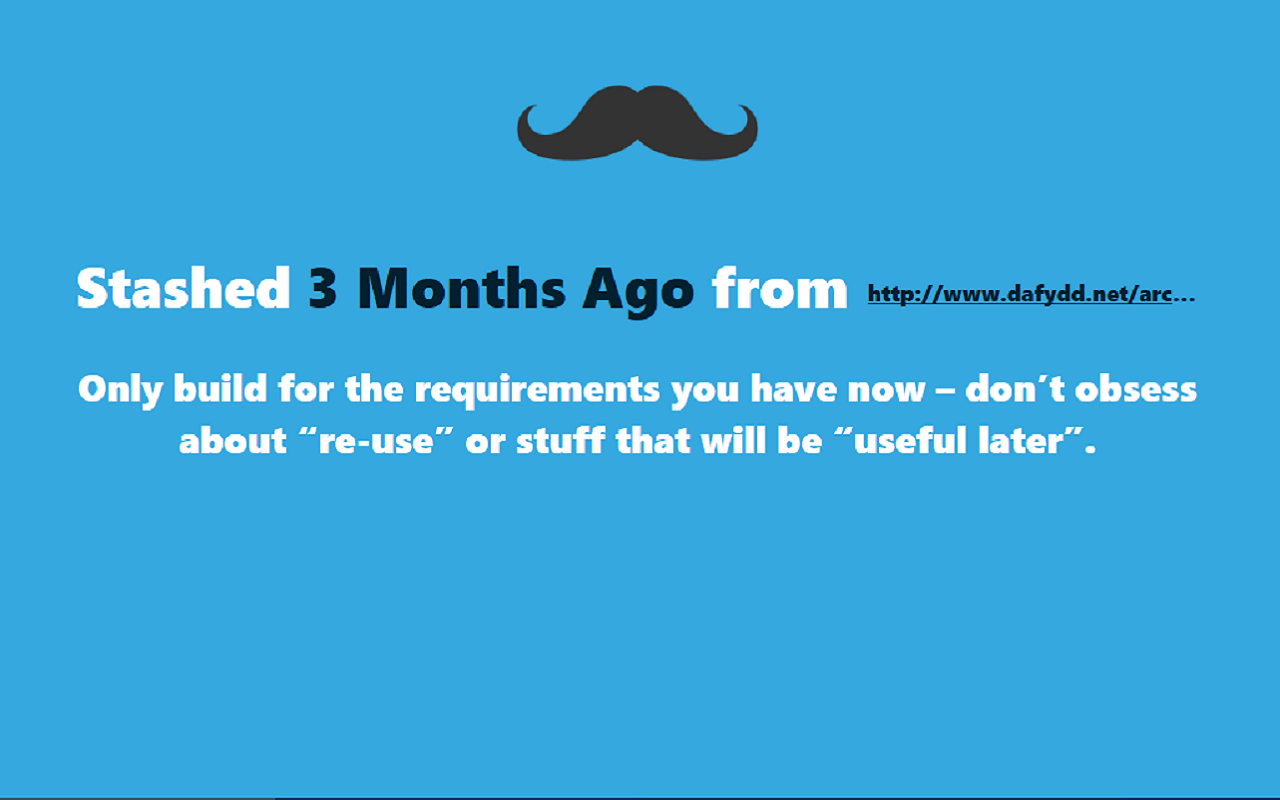 Stashed 3 Months Ago from http://www.dafydd.net/arc...
Only build for the requirements you have now – don′t obsess
about “re-use” or stuff that will be “useful later”.